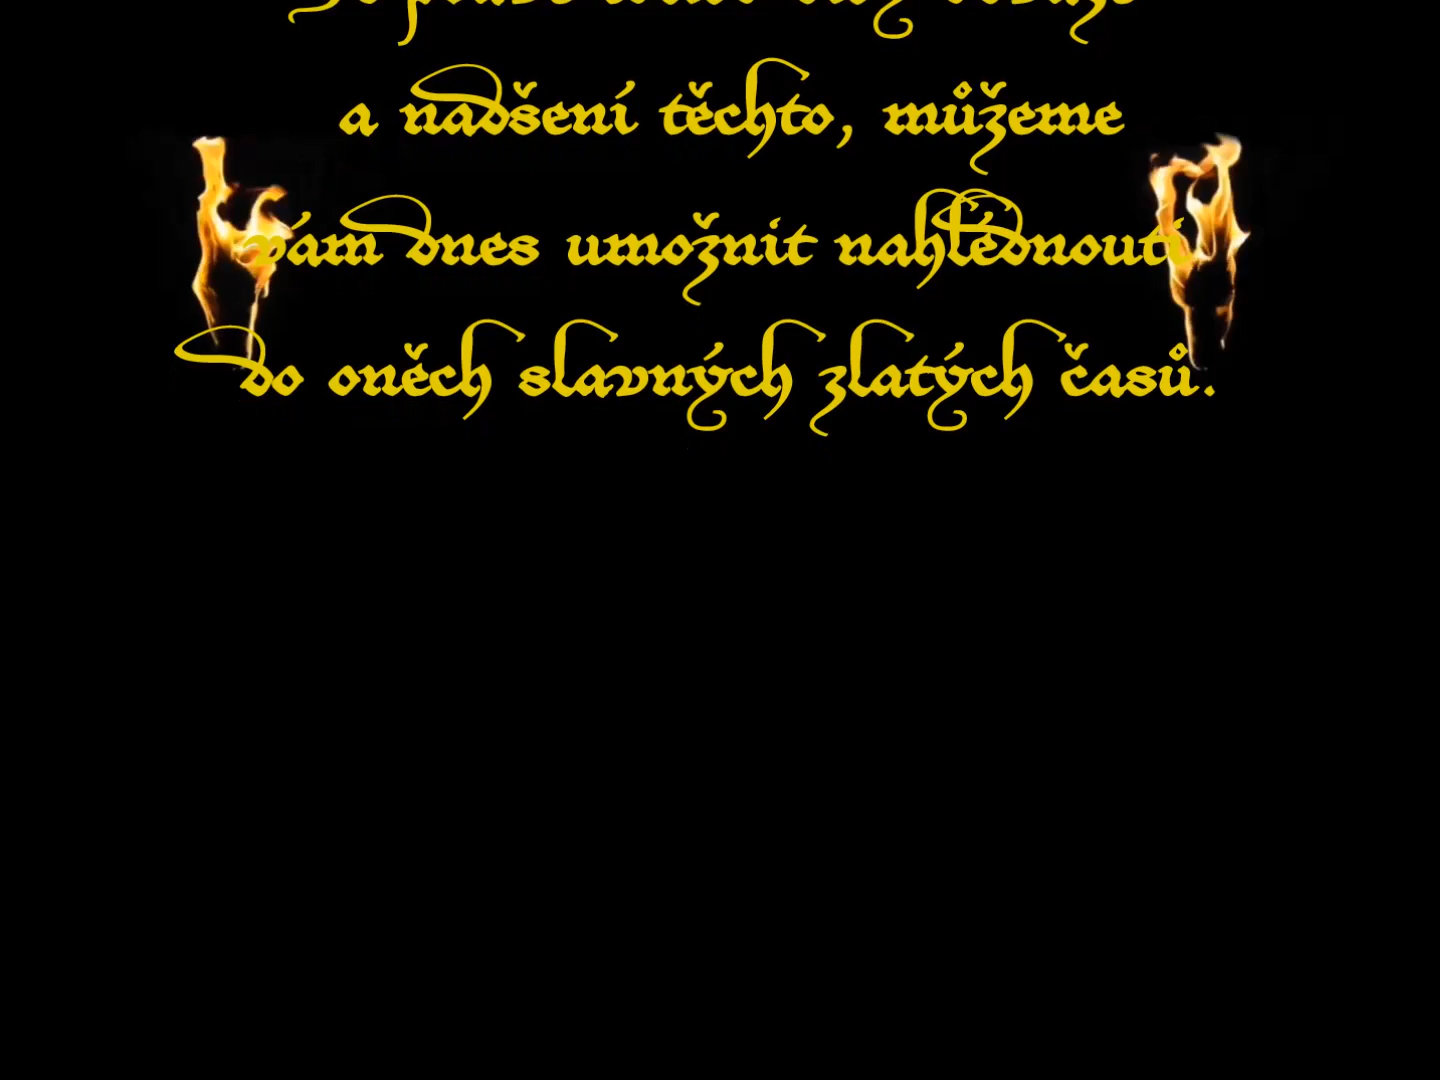 a nadšení těchto, můžeme
vám dnes umožnit nahlédnouti
do oněch slavných zlatých časů.